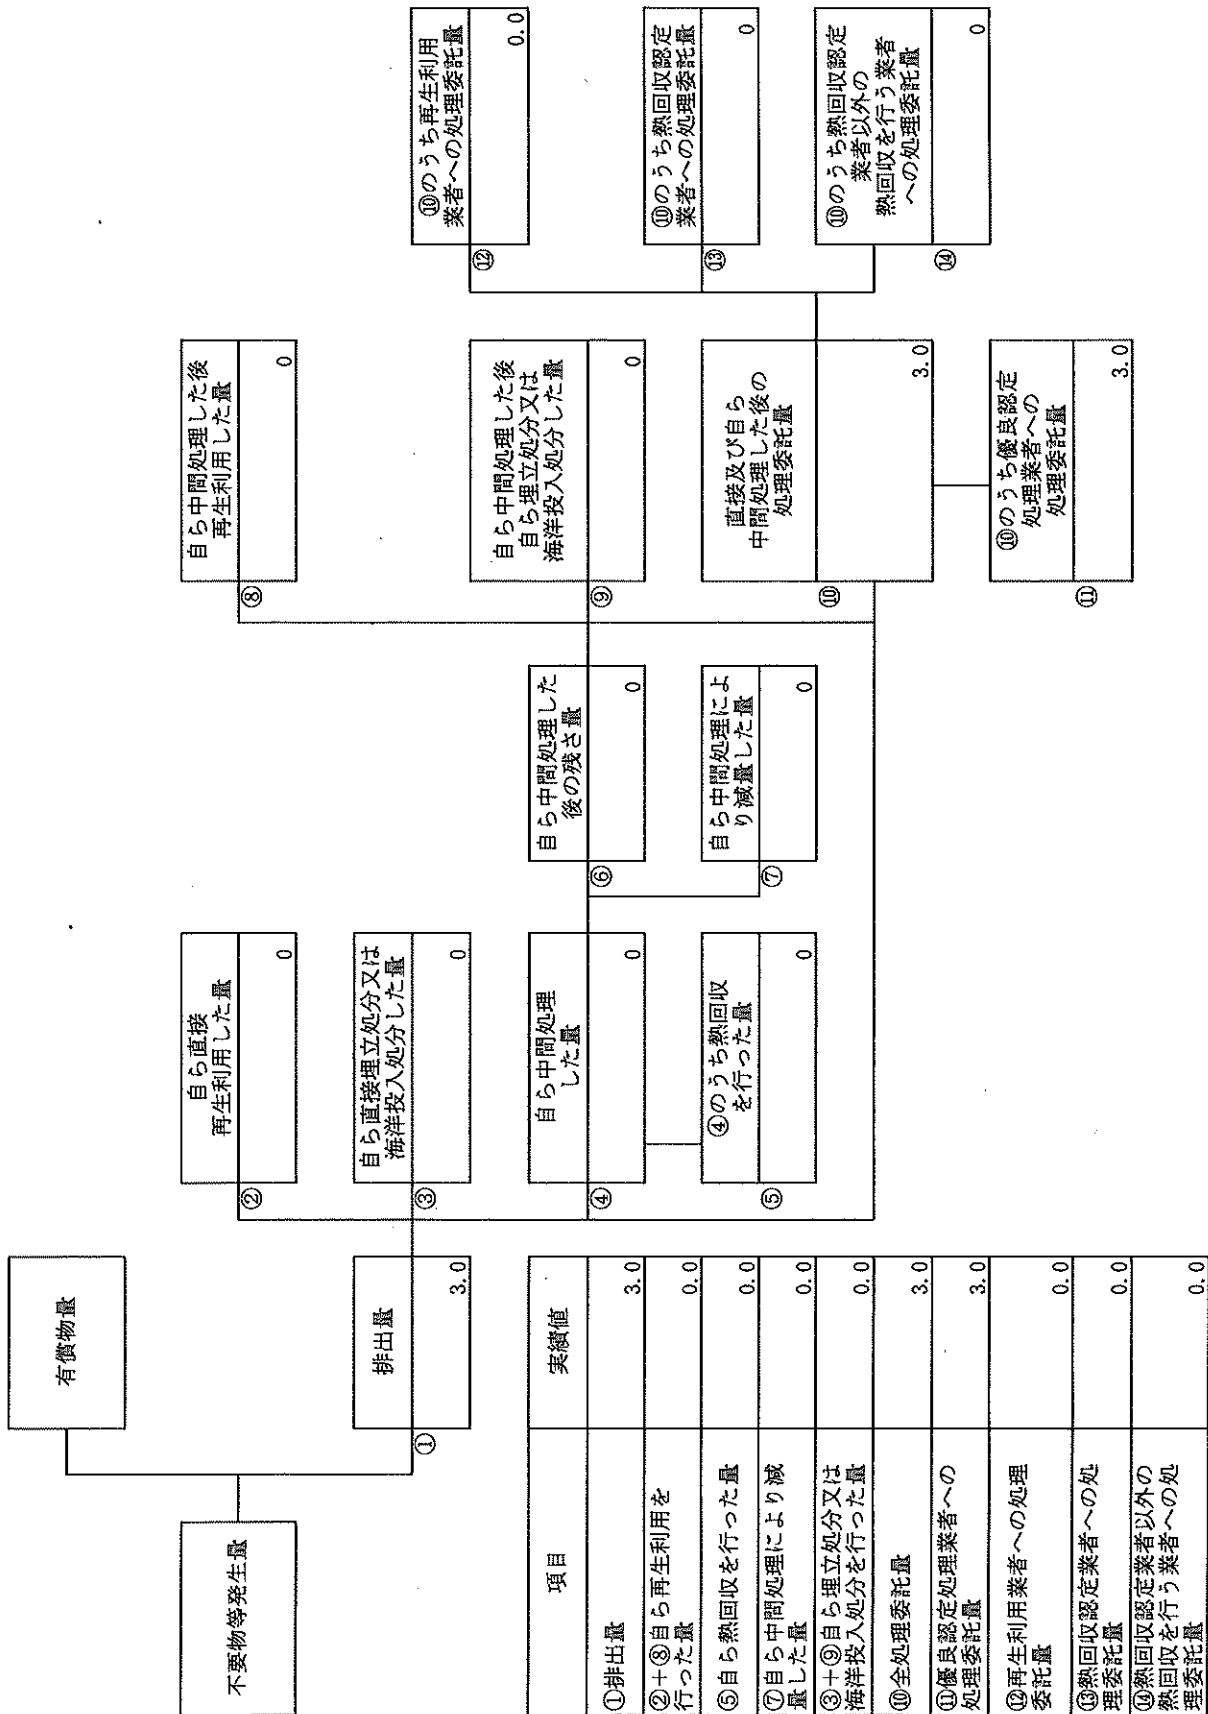 不要物等発生量
有償物量
排出量
①
3.0
自ら直接
再生利用した量
②
0
自ら直接埋立処分又は
海洋投入処分した量
③
0
自ら中間処理
した量
④
0
④のうち熱回収
を行った量
⑤
0
自ら中間処理した
後の残さ量
⑥
0
自ら中間処理によ
り減量した量
⑦
0
自ら中間処理した後
再生利用した量
⑧
0
自ら中間処理した後
自ら埋立処分又は
海洋投入処分した量
⑨
0
直接及び自ら
中間処理した後の
処理委託量
⑩
3.0
⑩のうち優良認定
処理業者への
処理委託量
⑪
3.0
⑩のうち再生利用
業者への処理委託量
⑫
0.0
⑩のうち熱回収認定
業者への処理委託量
⑬
0
⑩のうち熱回収認定
業者以外の
熱回収を行う業者
への処理委託量
⑭
0
項目 実績値
①排出量 3.0
②+⑧自ら再生利用を
行った量 0.0
⑤自ら熱回収を行った量 0.0
⑦自ら中間処理により減
量した量 0.0
③+⑨自ら埋立処分又は
海洋投入処分を行った量 0.0
⑩全処理委託量 3.0
⑪優良認定処理業者への
処理委託量 3.0
⑫再生利用業者への処理
委託量 0.0
⑬熱回収認定業者への処
理委託量 0.0
⑭熱回収認定業者以外の
熱回収を行う業者への処
理委託量 0.0